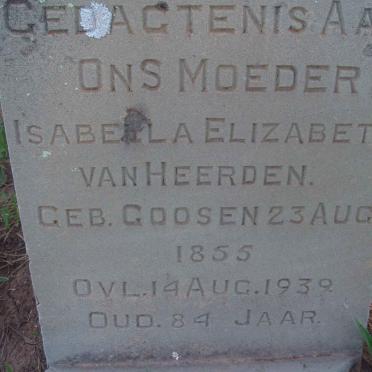 GEDAGTENIS AA
ONS MOEDER
ISABELLA ELIZABET
VAN HEERDEN.
GEB. GOOSEN 23 AUG
1855
OVL. 14 AUG. 1939
OUD. 84 JAAR.